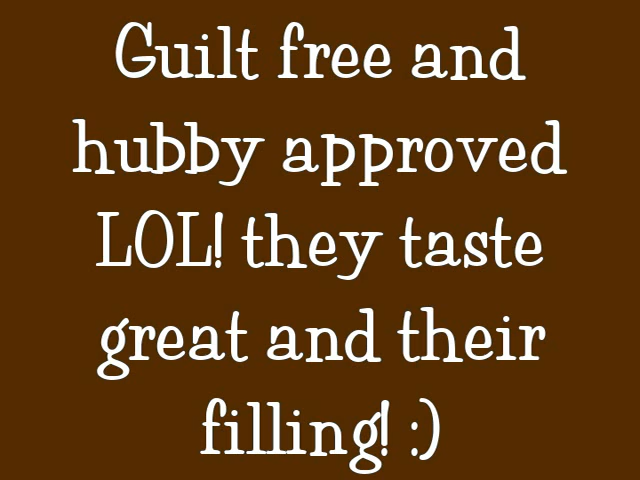 Guilt free and
hubby approved
LOL! they taste
great and their
filling! :)